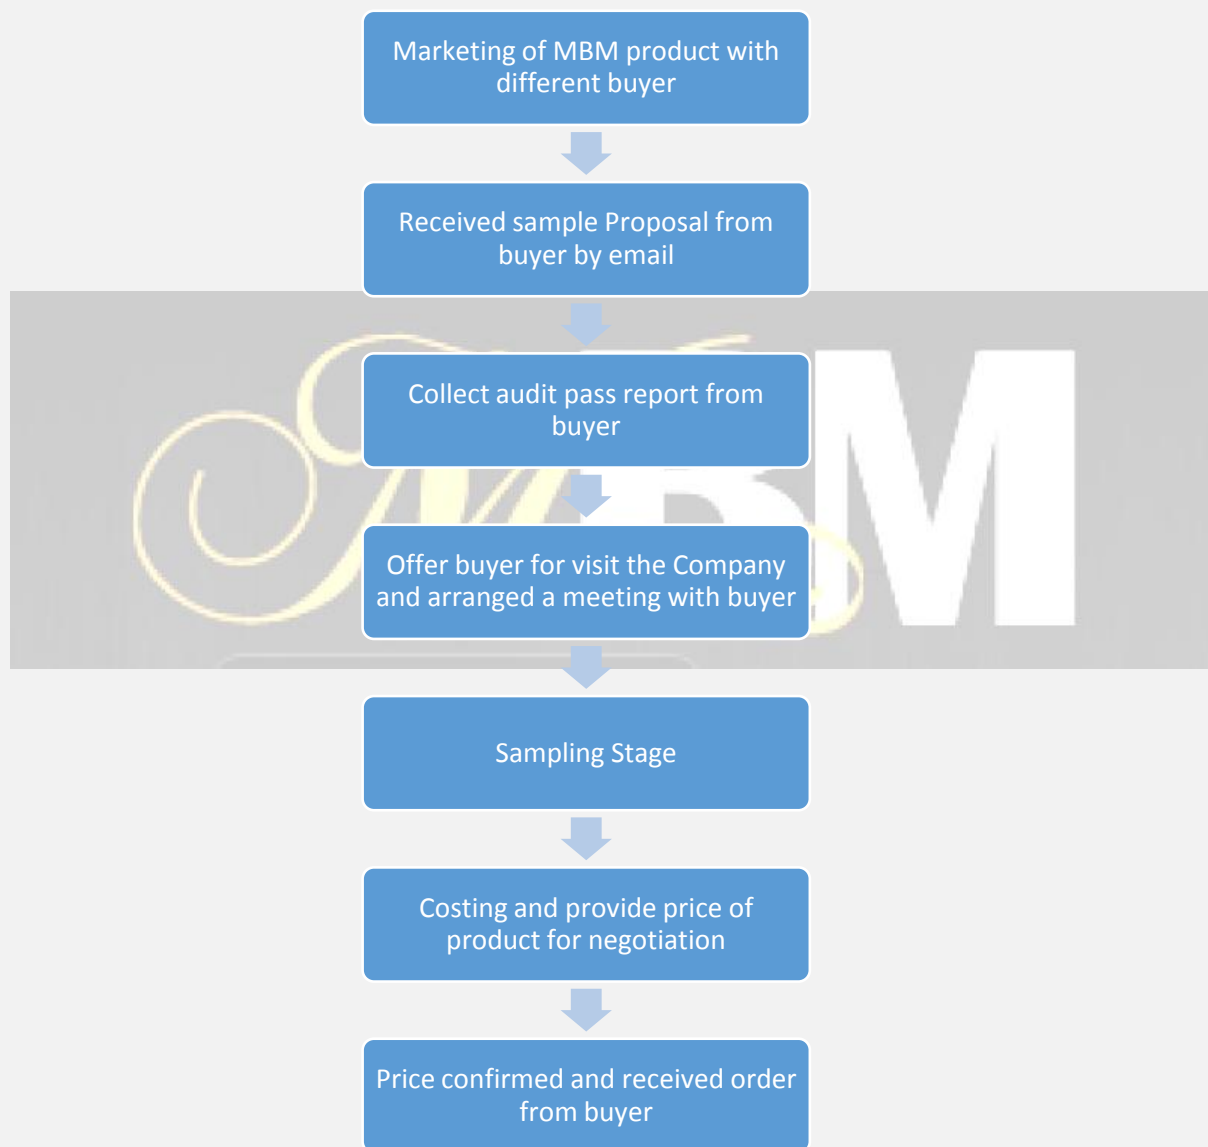 Marketing of MBM product with
different buyer
Received sample Proposal from
buyer by email
Collect audit pass report from
buyer
Offer buyer for visit the Company
and arranged a meeting with buyer
MBM
Sampling Stage
Costing and provide price of
product for negotiation
Price confirmed and received order
from buyer